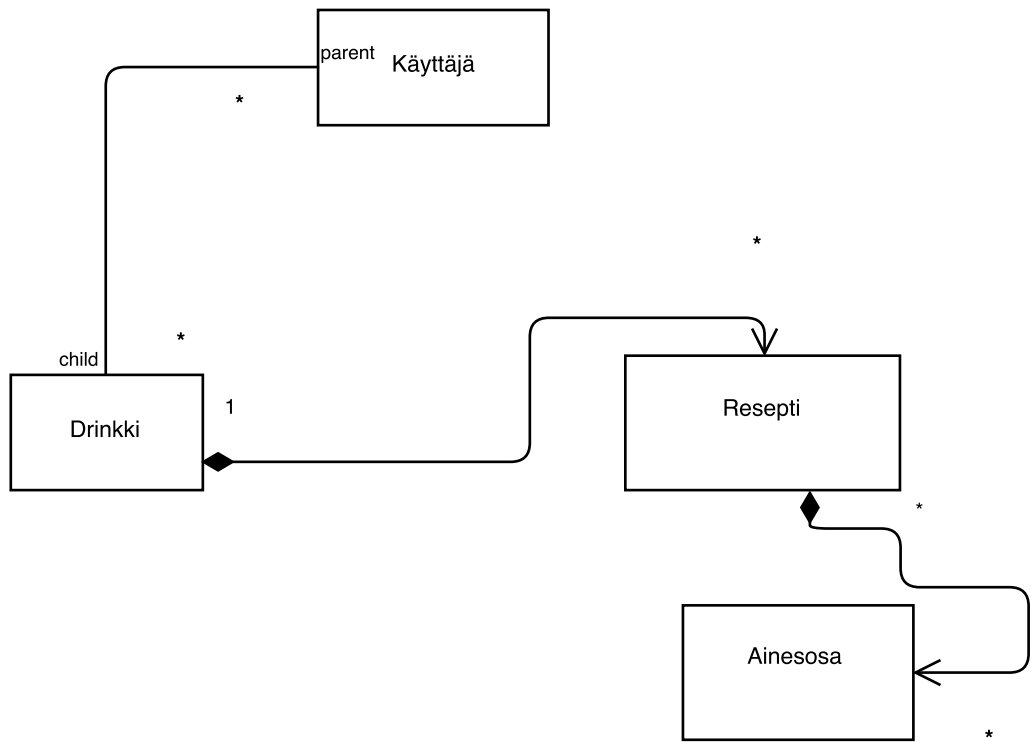 parent
Käyttäjä
*
*
*
child
1
Drinkki
Resepti
*
Ainesosa
*